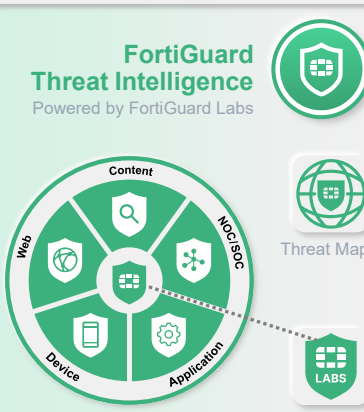 FortiGuard
Threat Intelligence
Powered by FortiGuard Labs
Content
Web
NOC/SOC
Threat Map
Device
Application
LABS